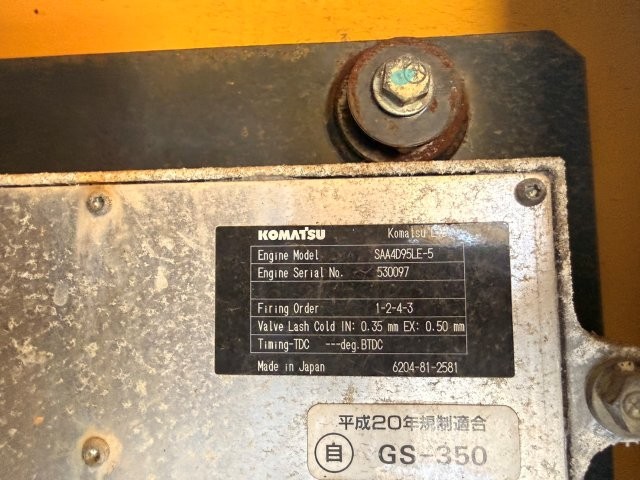 KOMATSU Komatsu
Engine Model SAA4D95LE-5
Engine Serial No. 530097
Firing Order 1-2-4-3
Valve Lash Cold IN: 0.35 mm EX: 0.50 mm
Timing-TDC ---deg.BTDC
Made in Japan 6204-81-2581
平成20年規制適合
自 GS-350